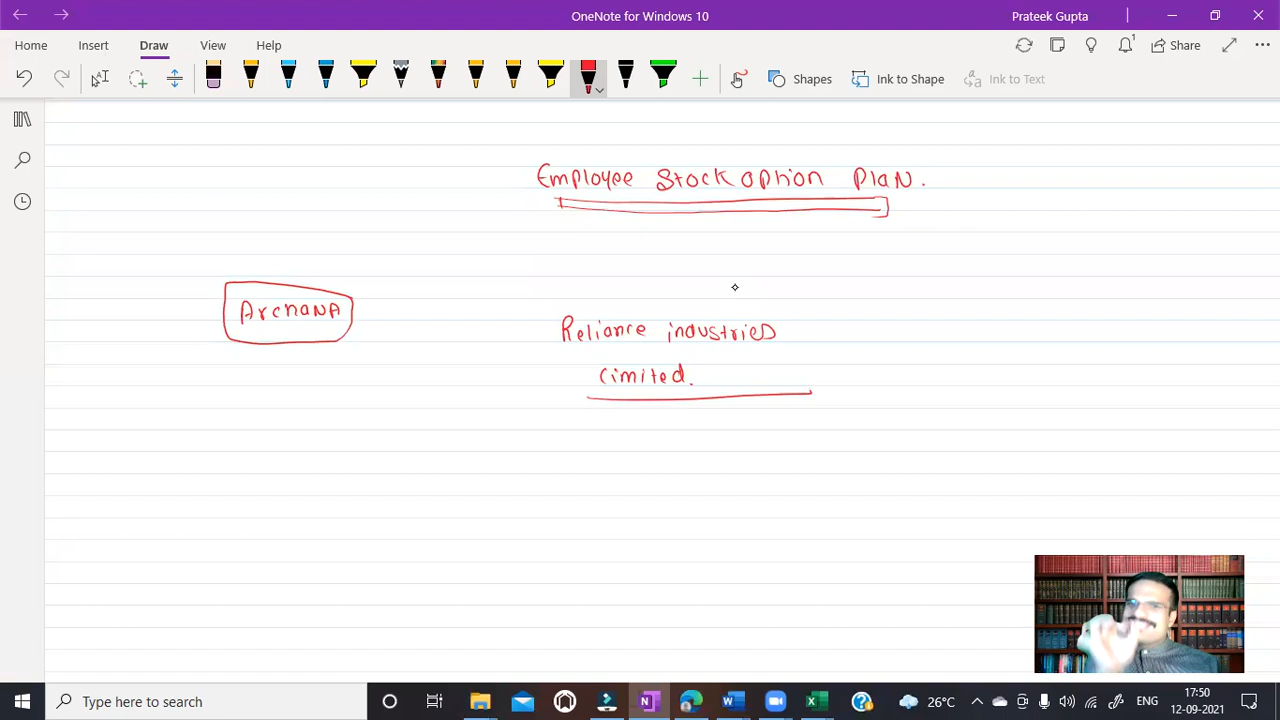 OneNote for Windows 10
Prateek Gupta
Home Insert Draw View Help
1
Share
Shapes
Ink to Shape
Ink to Text
Employee Stock option PlaN.
ArchaNA
Reliance industries
Limited.
Type here to search
26°C
ENG
17:50
12-09-2021
3